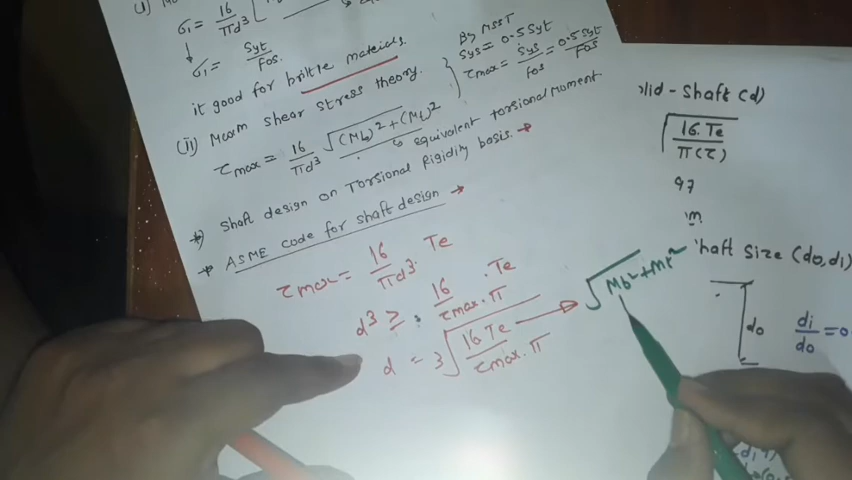 σ₁ = 16/πd³ [
σ₁ = Syt/Fos.
it good for brittle materials.
(ii) Maxm shear stress theory.
τmax = 16/πd³ √(Mb)²+(Mt)²
↳ equivalent torsional moment
By MSST
Sys = 0.5 Syt
τmax = Sys/Fos = 0.5 Syt/Fos
*) Shaft design on Torsional Rigidity basis. →
→ ASME code for shaft design →
τmax = 16/πd³. Te
d³ ≥ 16/τmax.π . Te
d = 3√16 Te/τmax.π → √Mb²+Mt²
lid - Shaft (d)
√16.Te/π(τ)
97
m
haft size (do, di)
do
di/do = 0